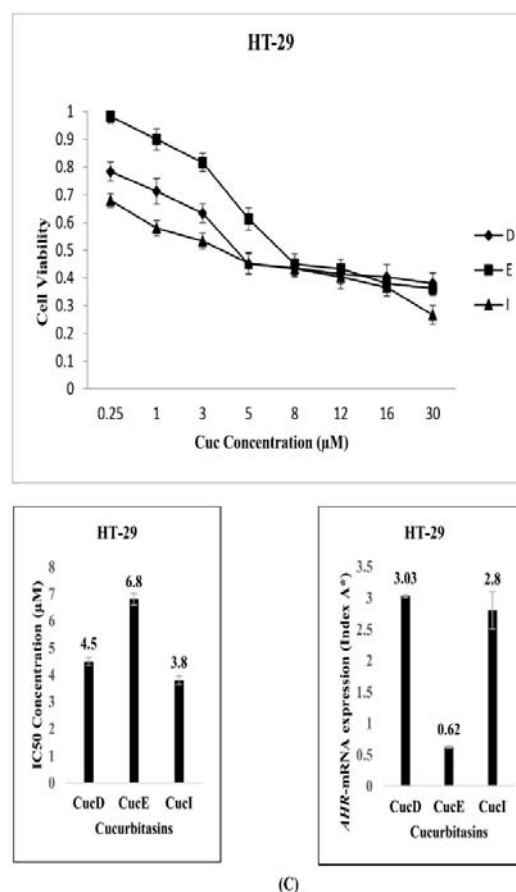 HT-29
1
0.9
0.8
0.7
0.6
0.5
0.4
0.3
0.2
0.1
0
Cell Viability
0.25 1 3 5 8 12 16 30
Cuc Concentration (µM)
D
E
I
HT-29
8
7
6
5
4
3
2
1
0
IC50 Concentration (µM)
4.5
6.8
3.8
CucD CucE CucI
Cucurbitasins
HT-29
3.5
3
2.5
2
1.5
1
0.5
0
AHR-mRNA expression (Index A*)
3.03
0.62
2.8
CucD CucE CucI
Cucurbitasins
(C)